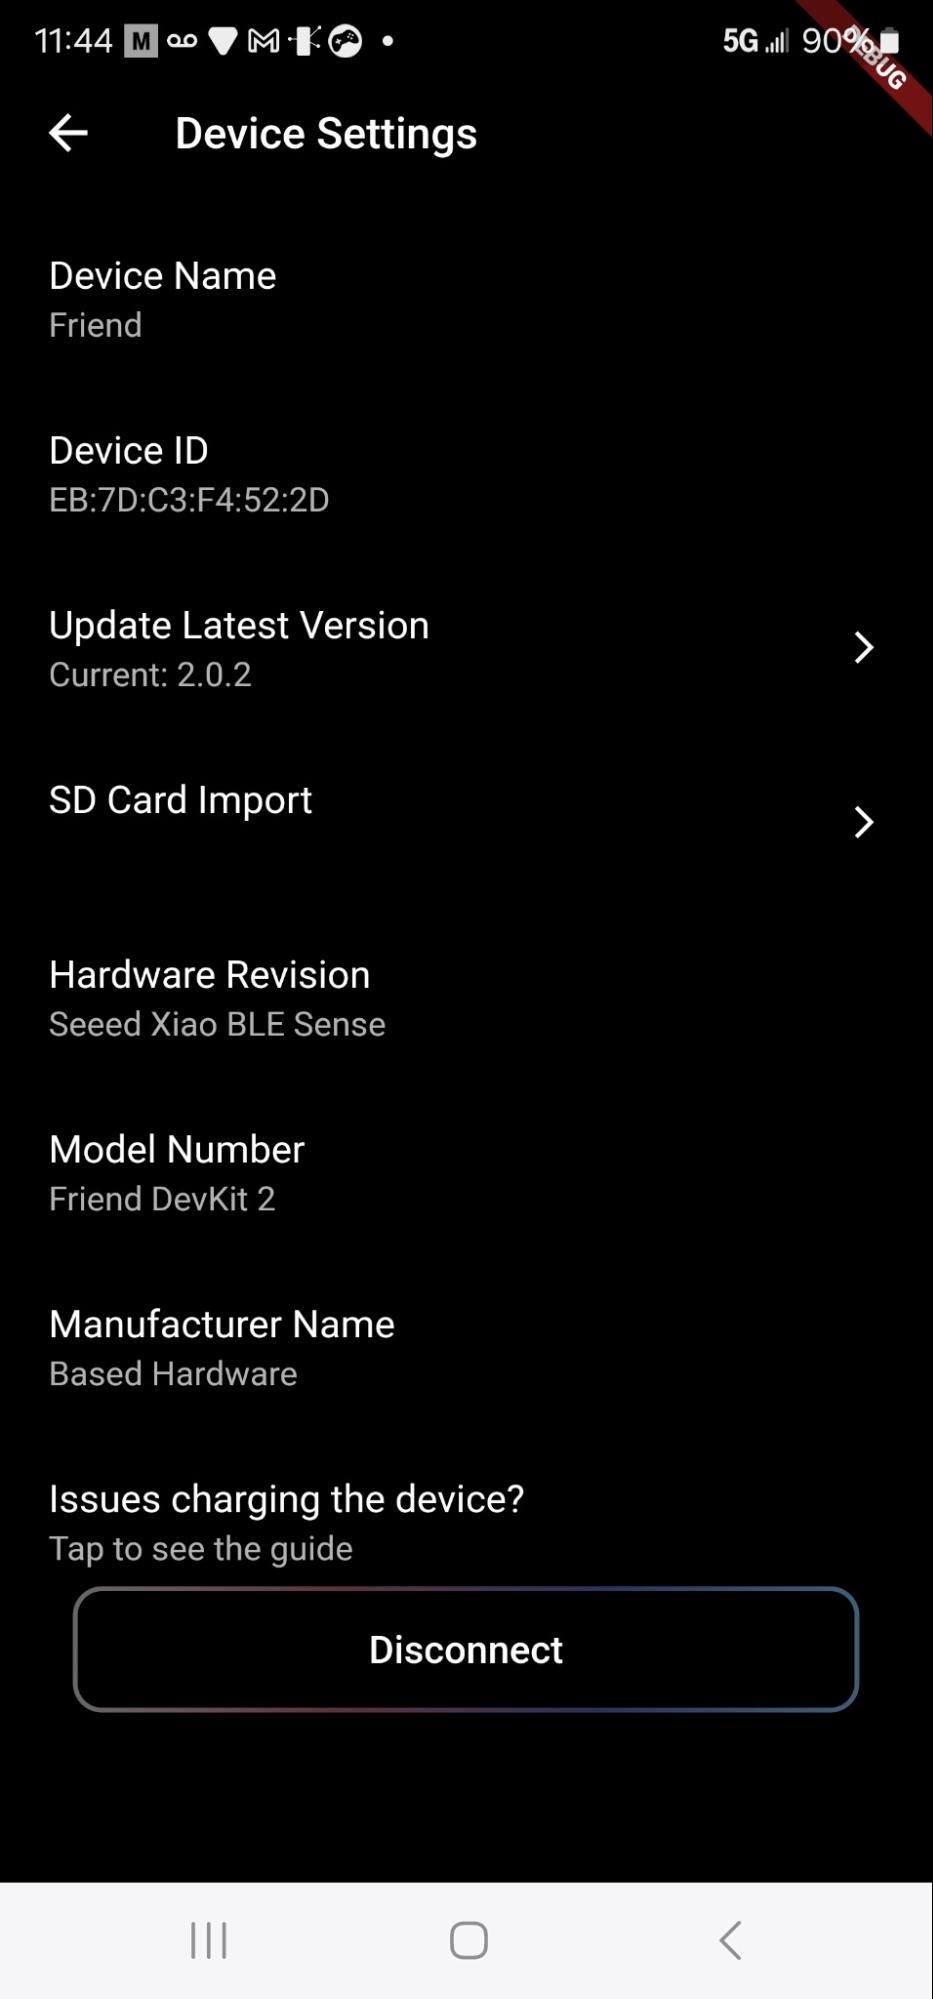 11:44 M 5G 90%
DEBUG
Device Settings
Device Name
Friend
Device ID
EB:7D:C3:F4:52:2D
Update Latest Version
Current: 2.0.2
SD Card Import
Hardware Revision
Seeed Xiao BLE Sense
Model Number
Friend DevKit 2
Manufacturer Name
Based Hardware
Issues charging the device?
Tap to see the guide
Disconnect